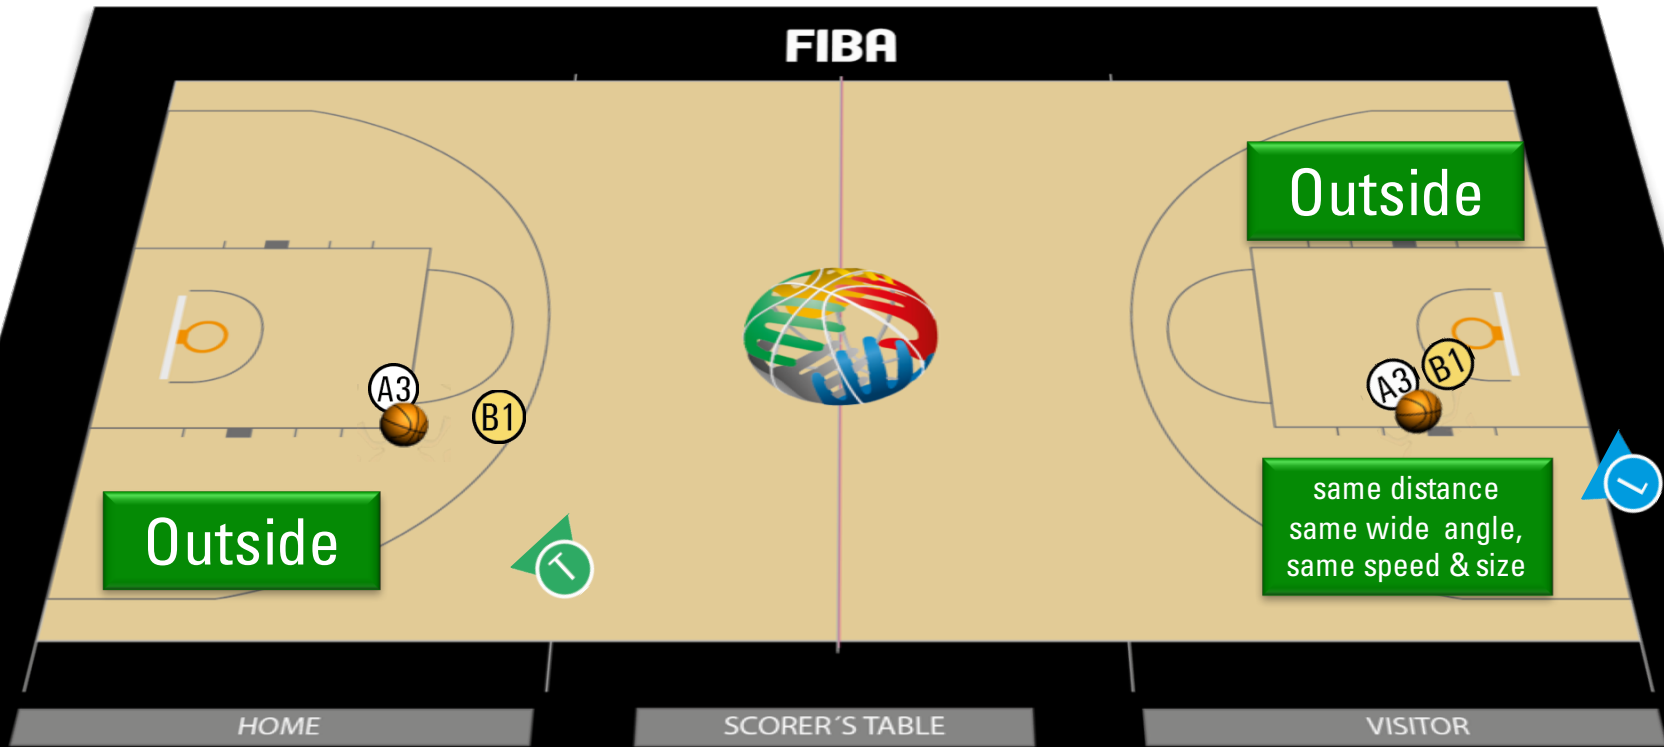 FIBA
Outside
Outside
A3
B1
A3
B1
same distance
same wide angle,
same speed & size
L
T
HOME
SCORER´S TABLE
VISITOR